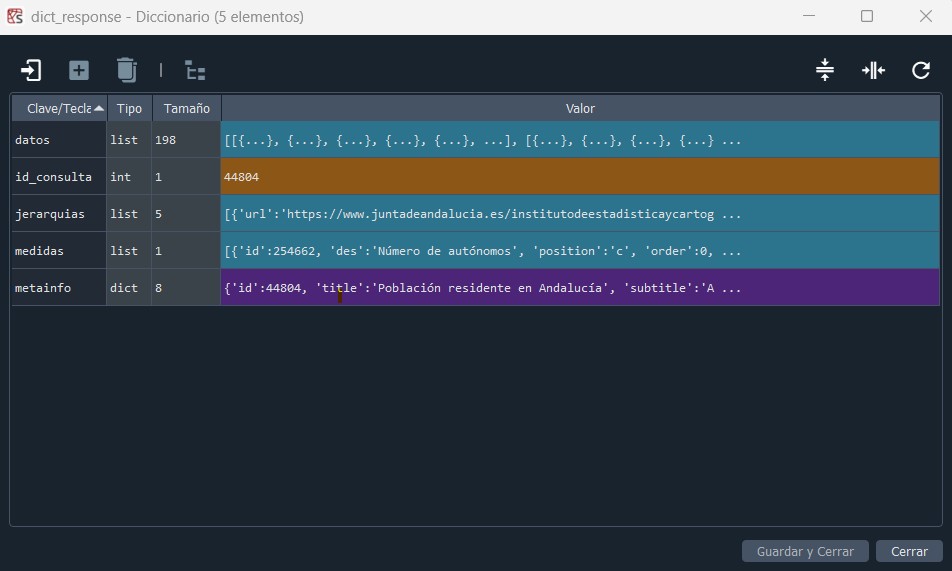 dict_response - Diccionario (5 elementos)
Clave/Tecla Tipo Tamaño Valor
datos list 198 [[{...}, {...}, {...}, {...}, {...}, ...], [{...}, {...}, {...}, {...} ...
id_consulta int 1 44804
jerarquias list 5 [{'url':'https://www.juntadeandalucia.es/institutodeestadisticaycartog ...
medidas list 1 [{'id':254662, 'des':'Número de autónomos', 'position':'c', 'order':0, ...
metainfo dict 8 {'id':44804, 'title':'Población residente en Andalucía', 'subtitle':'A ...
Guardar y Cerrar Cerrar